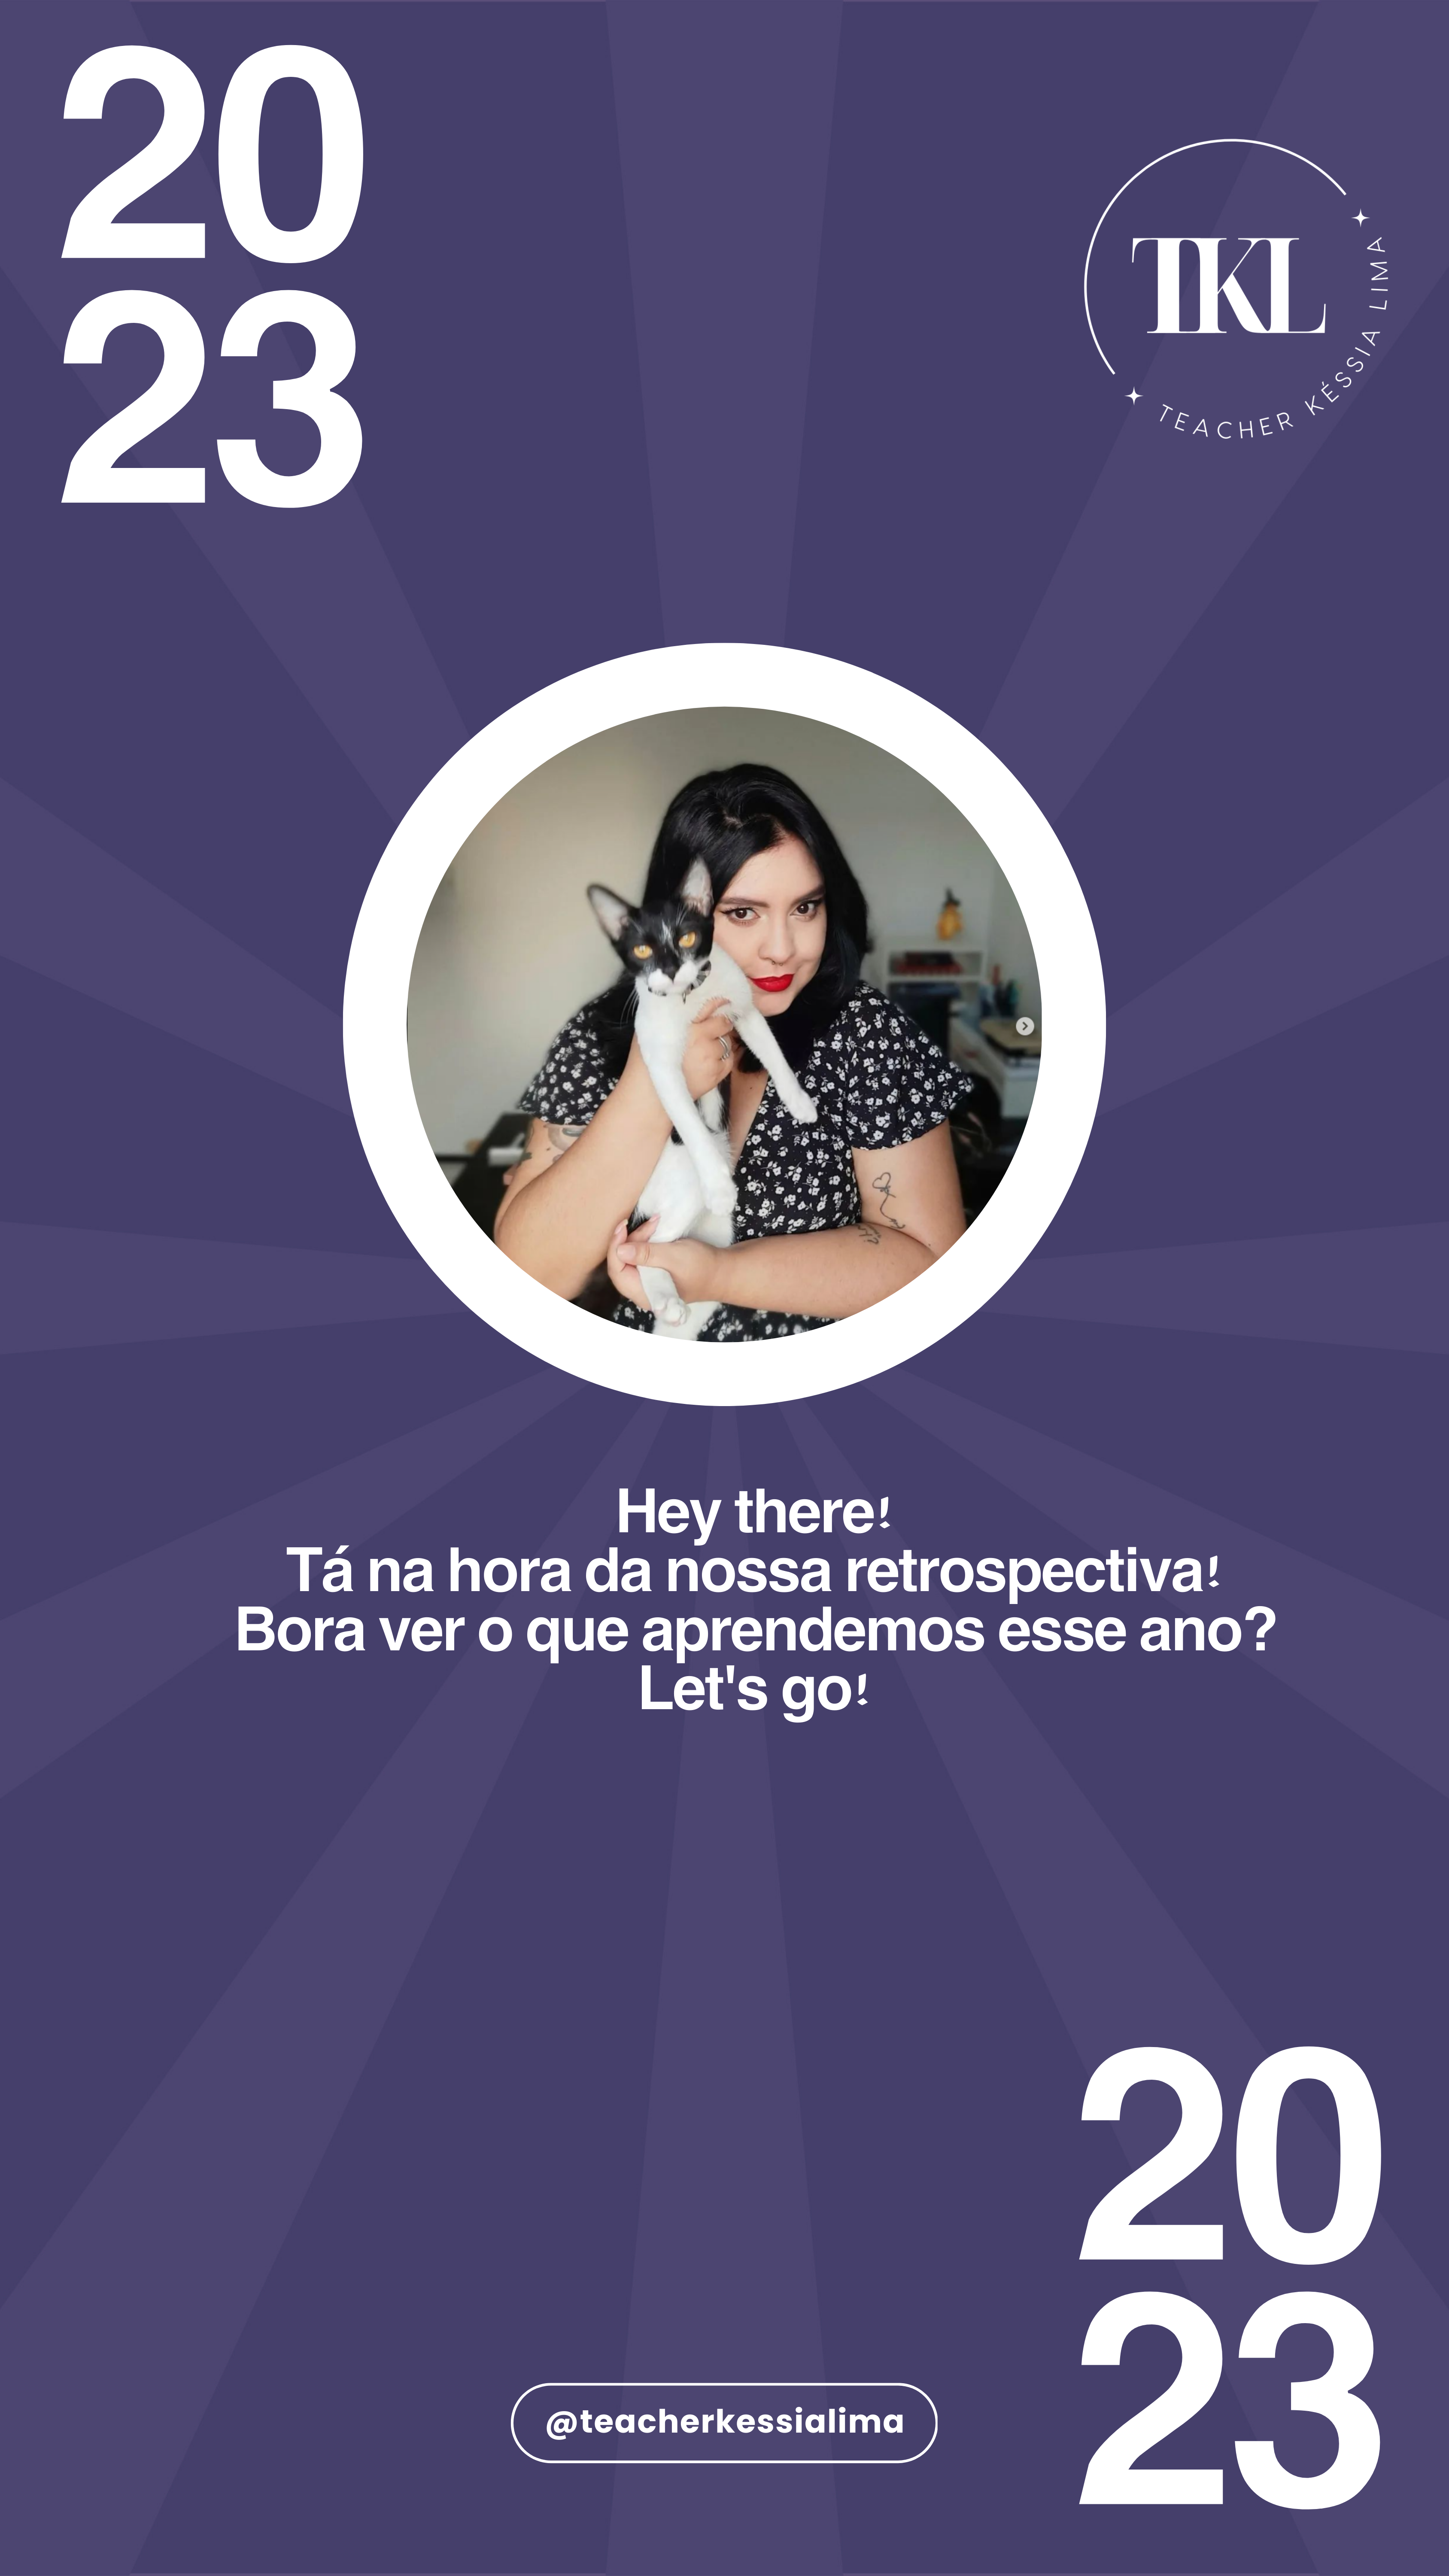 20
23
TKL
TEACHER KÉSSIA LIMA
Hey there!
Tá na hora da nossa retrospectiva!
Bora ver o que aprendemos esse ano?
Let's go!
20
23
@teacherkessialima